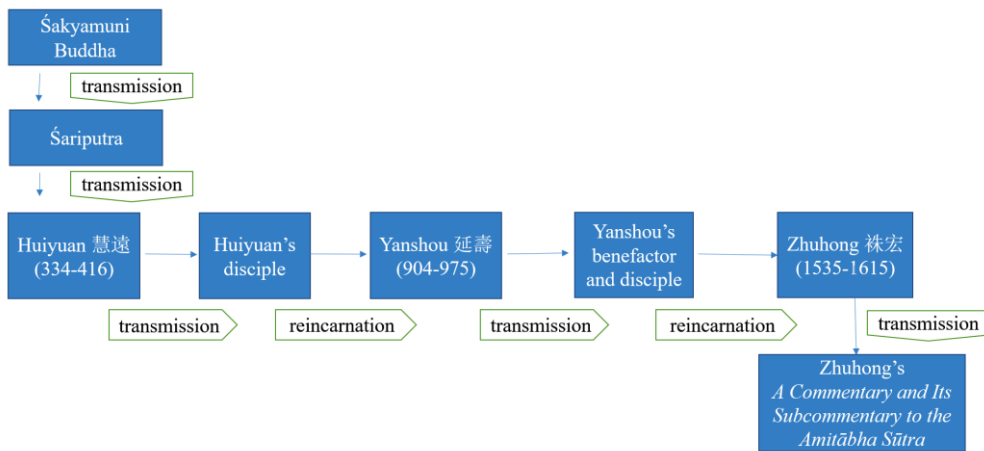 Śakyamuni
Buddha
transmission
Śariputra
transmission
Huiyuan 慧遠
(334-416)
Huiyuan’s
disciple
Yanshou 延壽
(904-975)
Yanshou’s
benefactor
and disciple
Zhuhong 袾宏
(1535-1615)
transmission
reincarnation
transmission
reincarnation
transmission
Zhuhong’s
A Commentary and Its
Subcommentary to the
Amitābha Sūtra